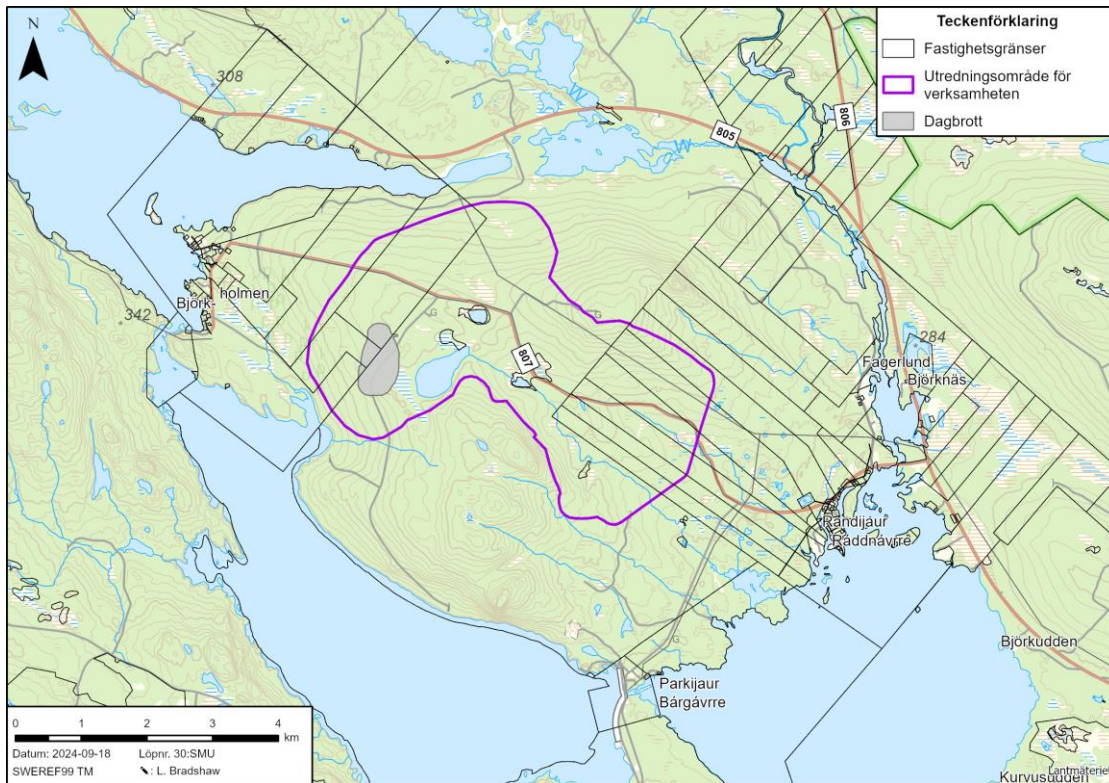 N
308
W
W
805
806
Teckenförklaring
Fastighetsgränser
Utredningsområde för
verksamheten
Dagbrott
Björk- holmen
342
G
G
807
284
Fagerlund
Björknäs
Randijaur
Ráddnávrre
G
Björkudden
Parkijaur
Bárgávrre
0 1 2 3 4
km
Datum: 2024-09-18 Löpnr. 30:SMU
SWEREF99 TM : L. Bradshaw
Lantmäteriet
Kurvusudden